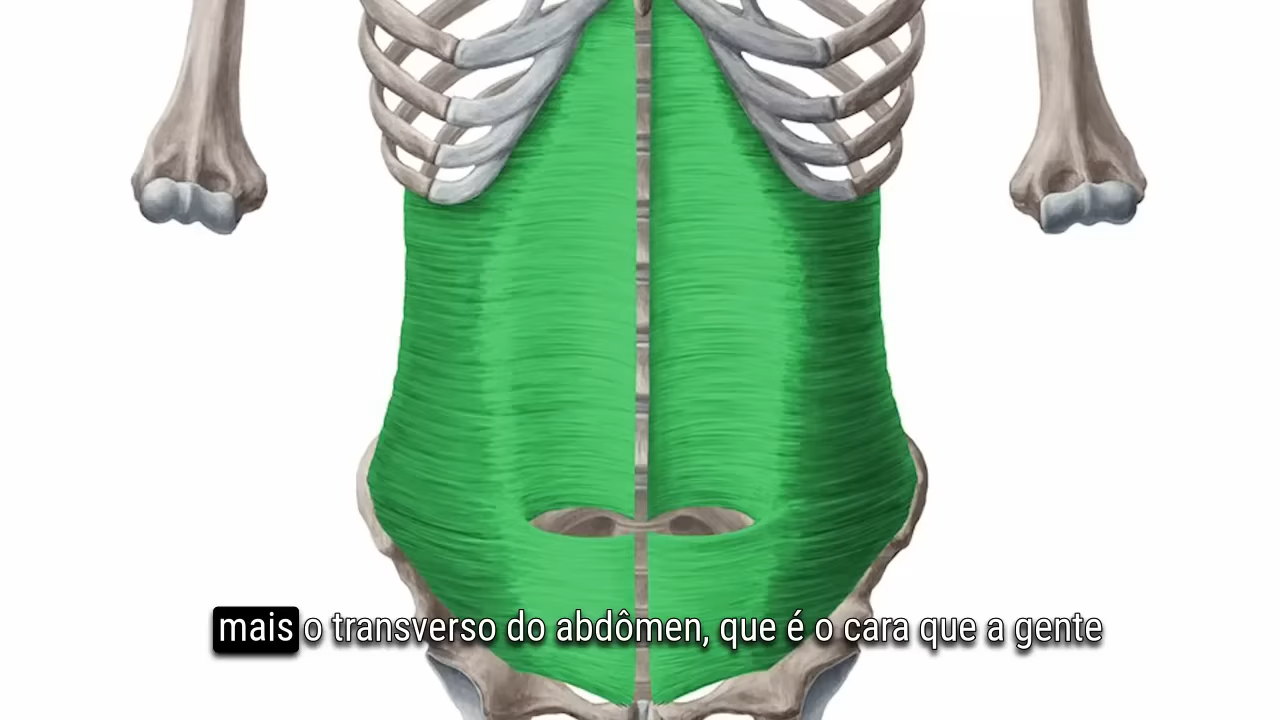 mais o transverso do abdômen, que é o cara que a gente